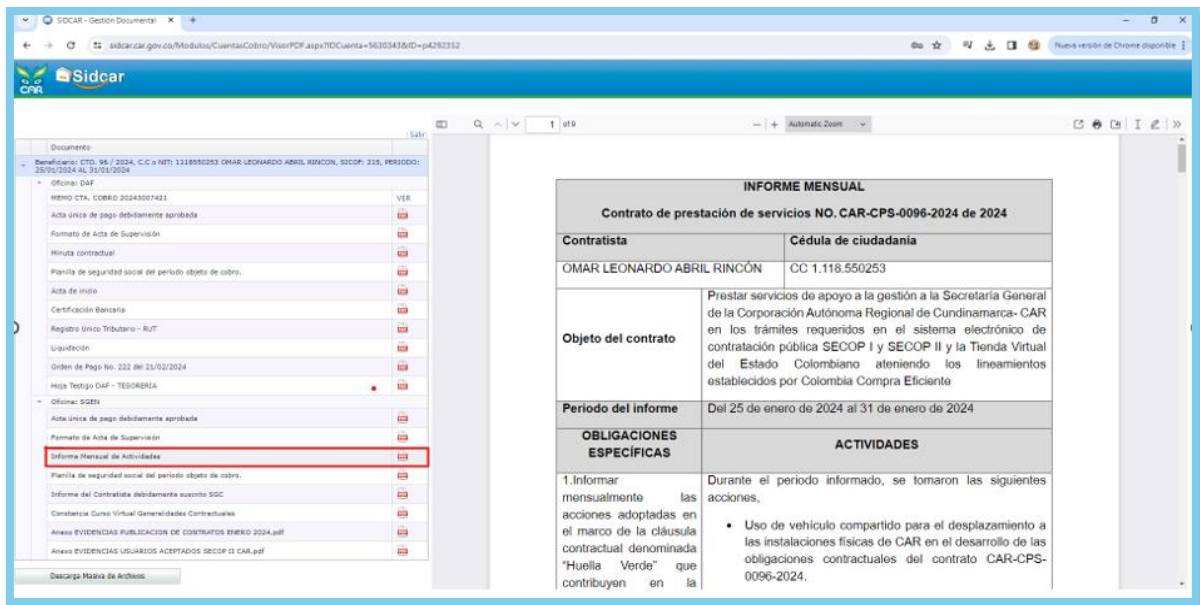 SIDCAR - Gestión Documental
sidcar.car.gov.co/Modulos/CuentasCobro/VisorPDF.aspx?IDCuenta=5630343&ID=p4292352
Nueva versión de Chrome disponible
CAR
Sidcar
Salir
Documento
Beneficiario: CTO. 96 / 2024, C.C o NIT: 1118550253 OMAR LEONARDO ABRIL RINCON, SIICOF: 215, PERIODO:
25/01/2024 AL 31/01/2024
Oficina: DAF
MEMO CTA. COBRO 20243007421 VER
Acta única de pago debidamente aprobada
Formato de Acta de Supervisión
Minuta contractual
Planilla de seguridad social del período objeto de cobro.
Acta de inicio
Certificación Bancaria
Registro Único Tributario - RUT
Liquidación
Orden de Pago No. 222 del 21/02/2024
Hoja Testigo DAF - TESORERIA
Oficina: SGEN
Acta única de pago debidamente aprobada
Formato de Acta de Supervisión
Informe Mensual de Actividades
Planilla de seguridad social del período objeto de cobro.
Informe del Contratista debidamente suscrito SGC
Constancia Curso Virtual Generalidades Contractuales
Anexo EVIDENCIAS PUBLICACION DE CONTRATOS ENERO 2024.pdf
Anexo EVIDENCIAS USUARIOS ACEPTADOS SECOP II CAR.pdf
Descarga Masiva de Archivos
1 of 9
Automatic Zoom
INFORME MENSUAL
Contrato de prestación de servicios NO. CAR-CPS-0096-2024 de 2024
Contratista Cédula de ciudadanía
OMAR LEONARDO ABRIL RINCÓN CC 1.118.550253
Objeto del contrato
Prestar servicios de apoyo a la gestión a la Secretaría General
de la Corporación Autónoma Regional de Cundinamarca- CAR
en los trámites requeridos en el sistema electrónico de
contratación pública SECOP I y SECOP II y la Tienda Virtual
del Estado Colombiano ateniendo los lineamientos
establecidos por Colombia Compra Eficiente
Periodo del informe Del 25 de enero de 2024 al 31 de enero de 2024
OBLIGACIONES
ESPECÍFICAS
ACTIVIDADES
1.Informar
mensualmente las
acciones adoptadas en
el marco de la cláusula
contractual denominada
"Huella Verde" que
contribuyen en la
Durante el periodo informado, se tomaron las siguientes
acciones,
• Uso de vehículo compartido para el desplazamiento a
las instalaciones físicas de CAR en el desarrollo de las
obligaciones contractuales del contrato CAR-CPS-
0096-2024.